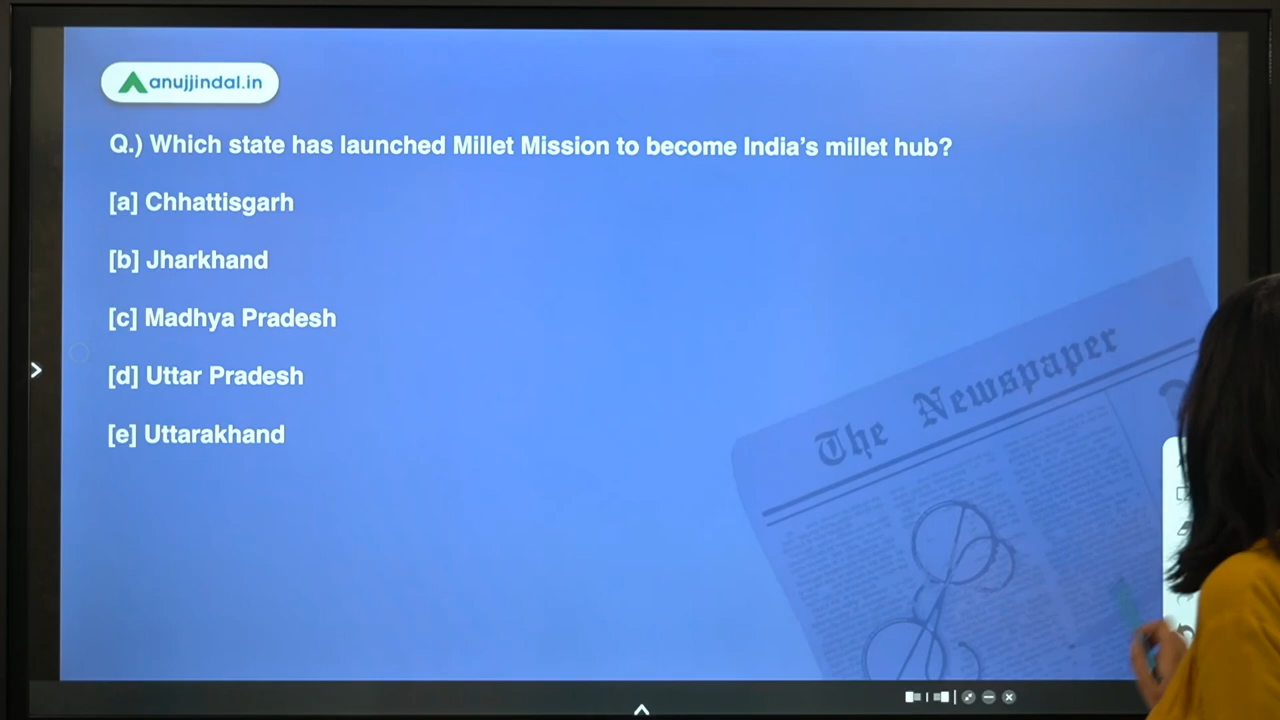 anujjindal.in
Q.) Which state has launched Millet Mission to become India's millet hub?
[a] Chhattisgarh
[b] Jharkhand
[c] Madhya Pradesh
[d] Uttar Pradesh
[e] Uttarakhand
The Newspaper